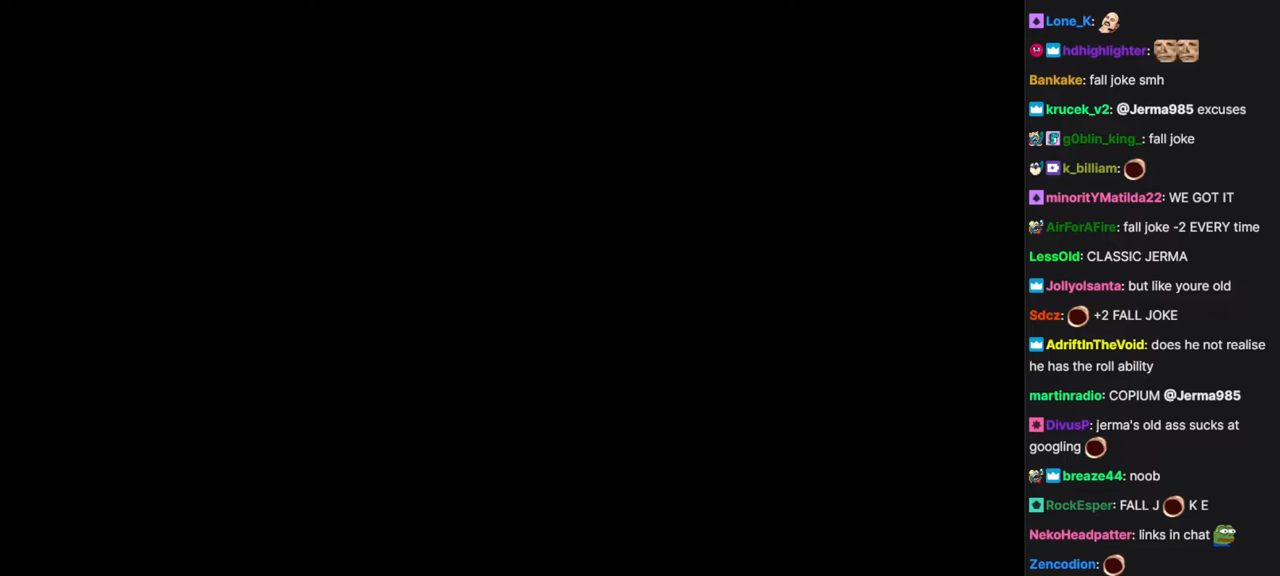 Lone_K:
hdhighlighter:
Bankake: fall joke smh
krucek_v2: @Jerma985 excuses
g0blin_king_: fall joke
k_billiam:
minoritYMatilda22: WE GOT IT
AirForAFire: fall joke -2 EVERY time
LessOld: CLASSIC JERMA
Jollyolsanta: but like youre old
Sdcz: +2 FALL JOKE
AdriftInTheVoid: does he not realise
he has the roll ability
martinradio: COPIUM @Jerma985
DivusP: jerma's old ass sucks at
googling
breaze44: noob
RockEsper: FALL J K E
NekoHeadpatter: links in chat
Zencodion: